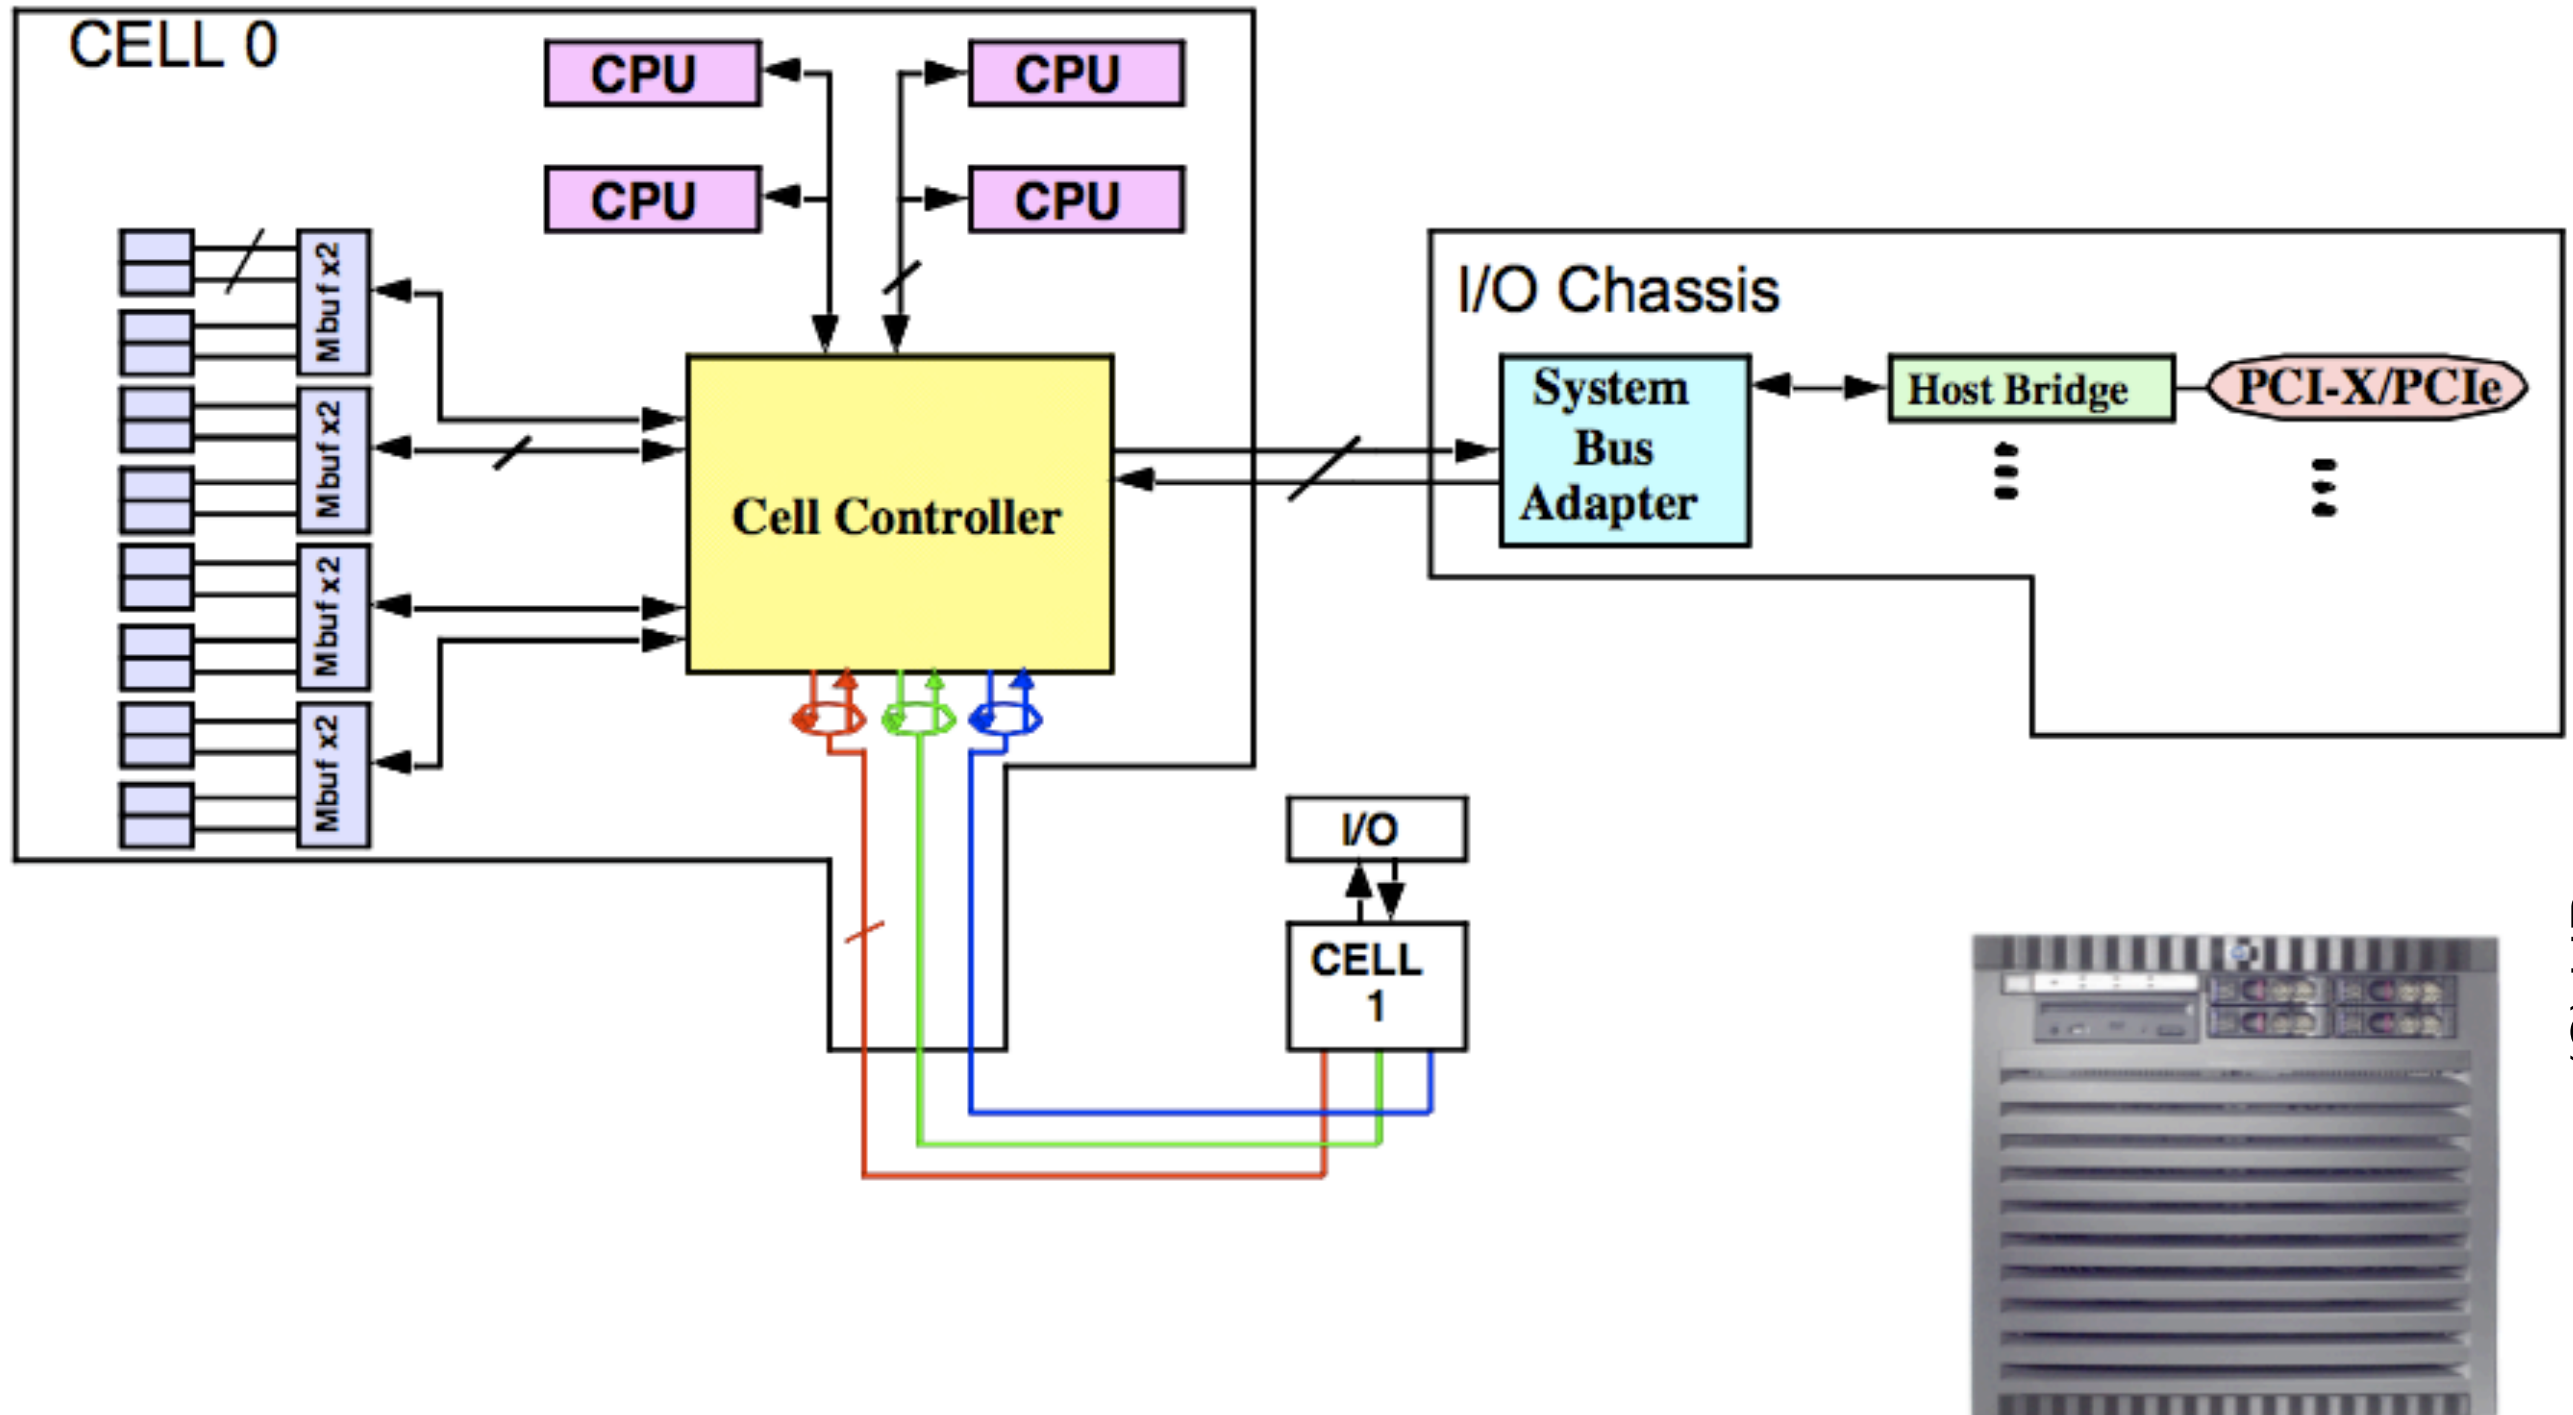 CELL 0
CPU
CPU
CPU
CPU
Mbuf x2
Mbuf x2
Mbuf x2
Mbuf x2
Cell Controller
I/O Chassis
System
Bus
Adapter
Host Bridge
PCI-X/PCIe
I/O
CELL
1